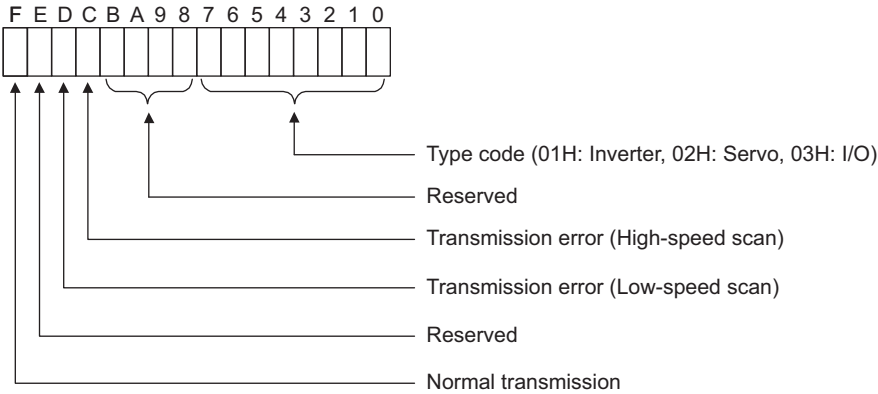 F E D C B A 9 8 7 6 5 4 3 2 1 0
Type code (01H: Inverter, 02H: Servo, 03H: I/O)
Reserved
Transmission error (High-speed scan)
Transmission error (Low-speed scan)
Reserved
Normal transmission